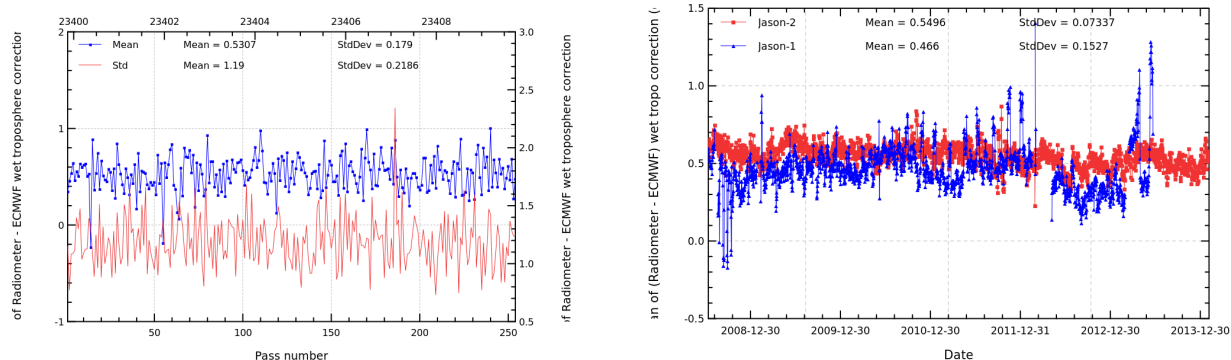 23400 23402 23404 23406 23408
of Radiometer - ECMWF wet troposphere correction
2
1
0
-1
Mean Mean = 0.5307 StdDev = 0.179
Std Mean = 1.19 StdDev = 0.2186
3.0
2.5
2.0
1.5
1.0
0.5
of Radiometer - ECMWF wet troposphere correction
50 100 150 200 250
Pass number
of (Radiometer - ECMWF) wet tropo correction (
1.5
1.0
0.5
0.0
-0.5
Jason-2 Mean = 0.5496 StdDev = 0.07337
Jason-1 Mean = 0.466 StdDev = 0.1527
2008-12-30 2009-12-30 2010-12-30 2011-12-31 2012-12-30 2013-12-30
Date